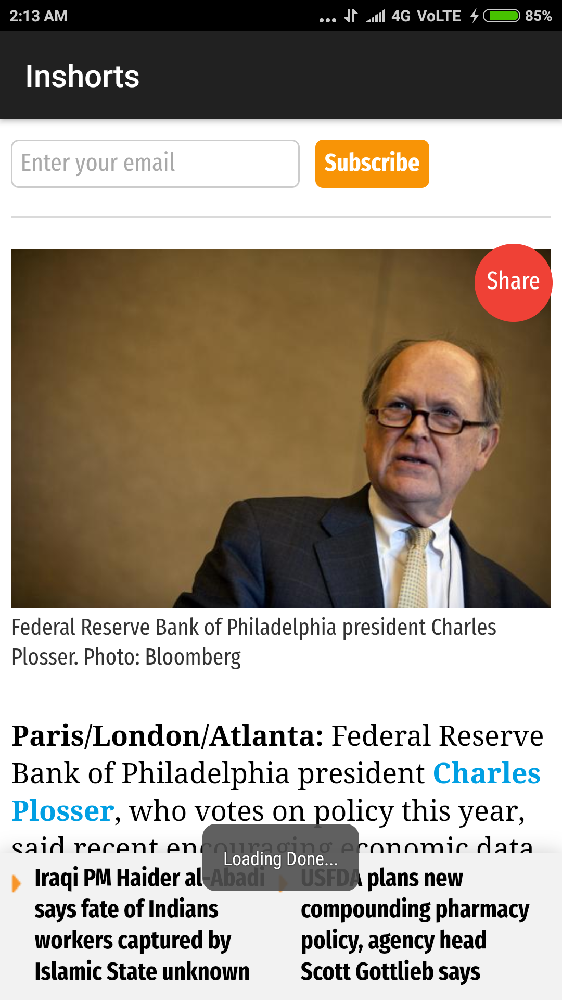 2:13 AM
... 4G VoLTE 85%
Inshorts
Enter your email
Subscribe
Share
Federal Reserve Bank of Philadelphia president Charles
Plosser. Photo: Bloomberg
Paris/London/Atlanta: Federal Reserve
Bank of Philadelphia president Charles
Plosser, who votes on policy this year,
said recent encouraging economic data
Loading Done...
Iraqi PM Haider al-Abadi
says fate of Indians
workers captured by
Islamic State unknown
USFDA plans new
compounding pharmacy
policy, agency head
Scott Gottlieb says